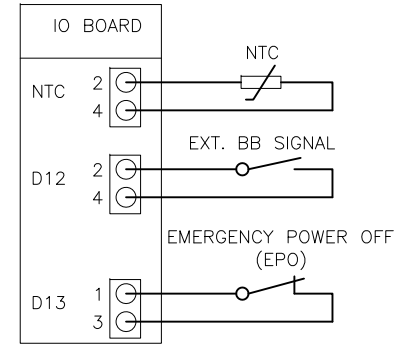 IO BOARD
NTC
NTC 2
4
EXT. BB SIGNAL
D12 2
4
EMERGENCY POWER OFF
(EPO)
D13 1
3